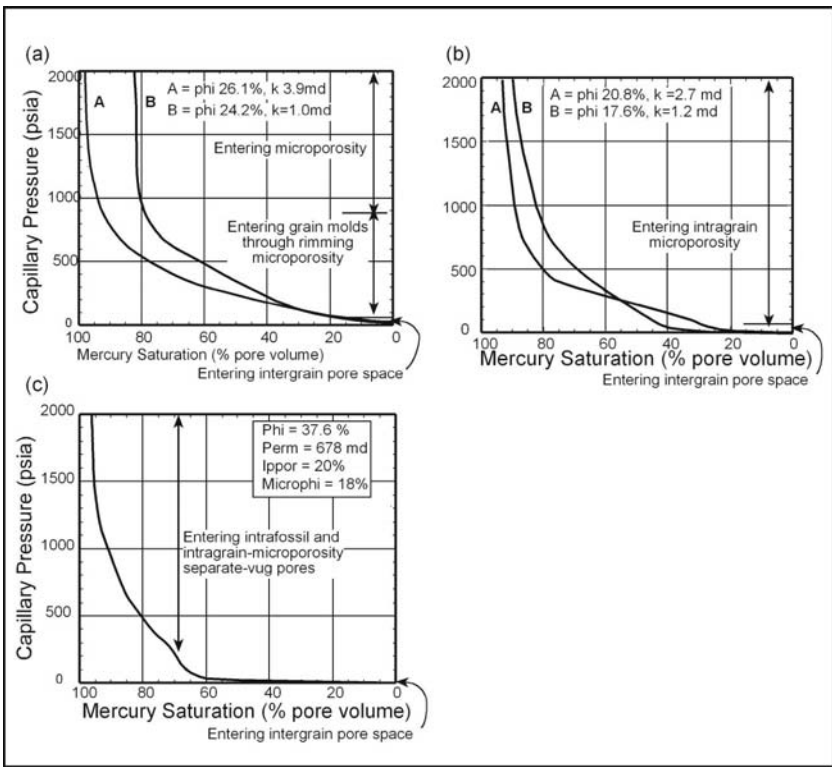 (a)
2000
1500
1000
500
0
Capillary Pressure (psia)
A
B
A = phi 26.1%, k 3.9md
B = phi 24.2%, k=1.0md
Entering microporosity
Entering grain molds
through rimming
microporosity
100
80
60
40
20
0
Mercury Saturation (% pore volume)
Entering intergrain pore space
(b)
2000
1500
1000
500
0
A
B
A = phi 20.8%, k =2.7 md
B = phi 17.6%, k=1.2 md
Entering intragrain
microporosity
100
80
60
40
20
0
Mercury Saturation (% pore volume)
Entering intergrain pore space
(c)
2000
1500
1000
500
0
Capillary Pressure (psia)
Phi = 37.6 %
Perm = 678 md
Ippor = 20%
Microphi = 18%
Entering intrafossil and
intragrain-microporosity
separate-vug pores
100
80
60
40
20
0
Mercury Saturation (% pore volume)
Entering intergrain pore space